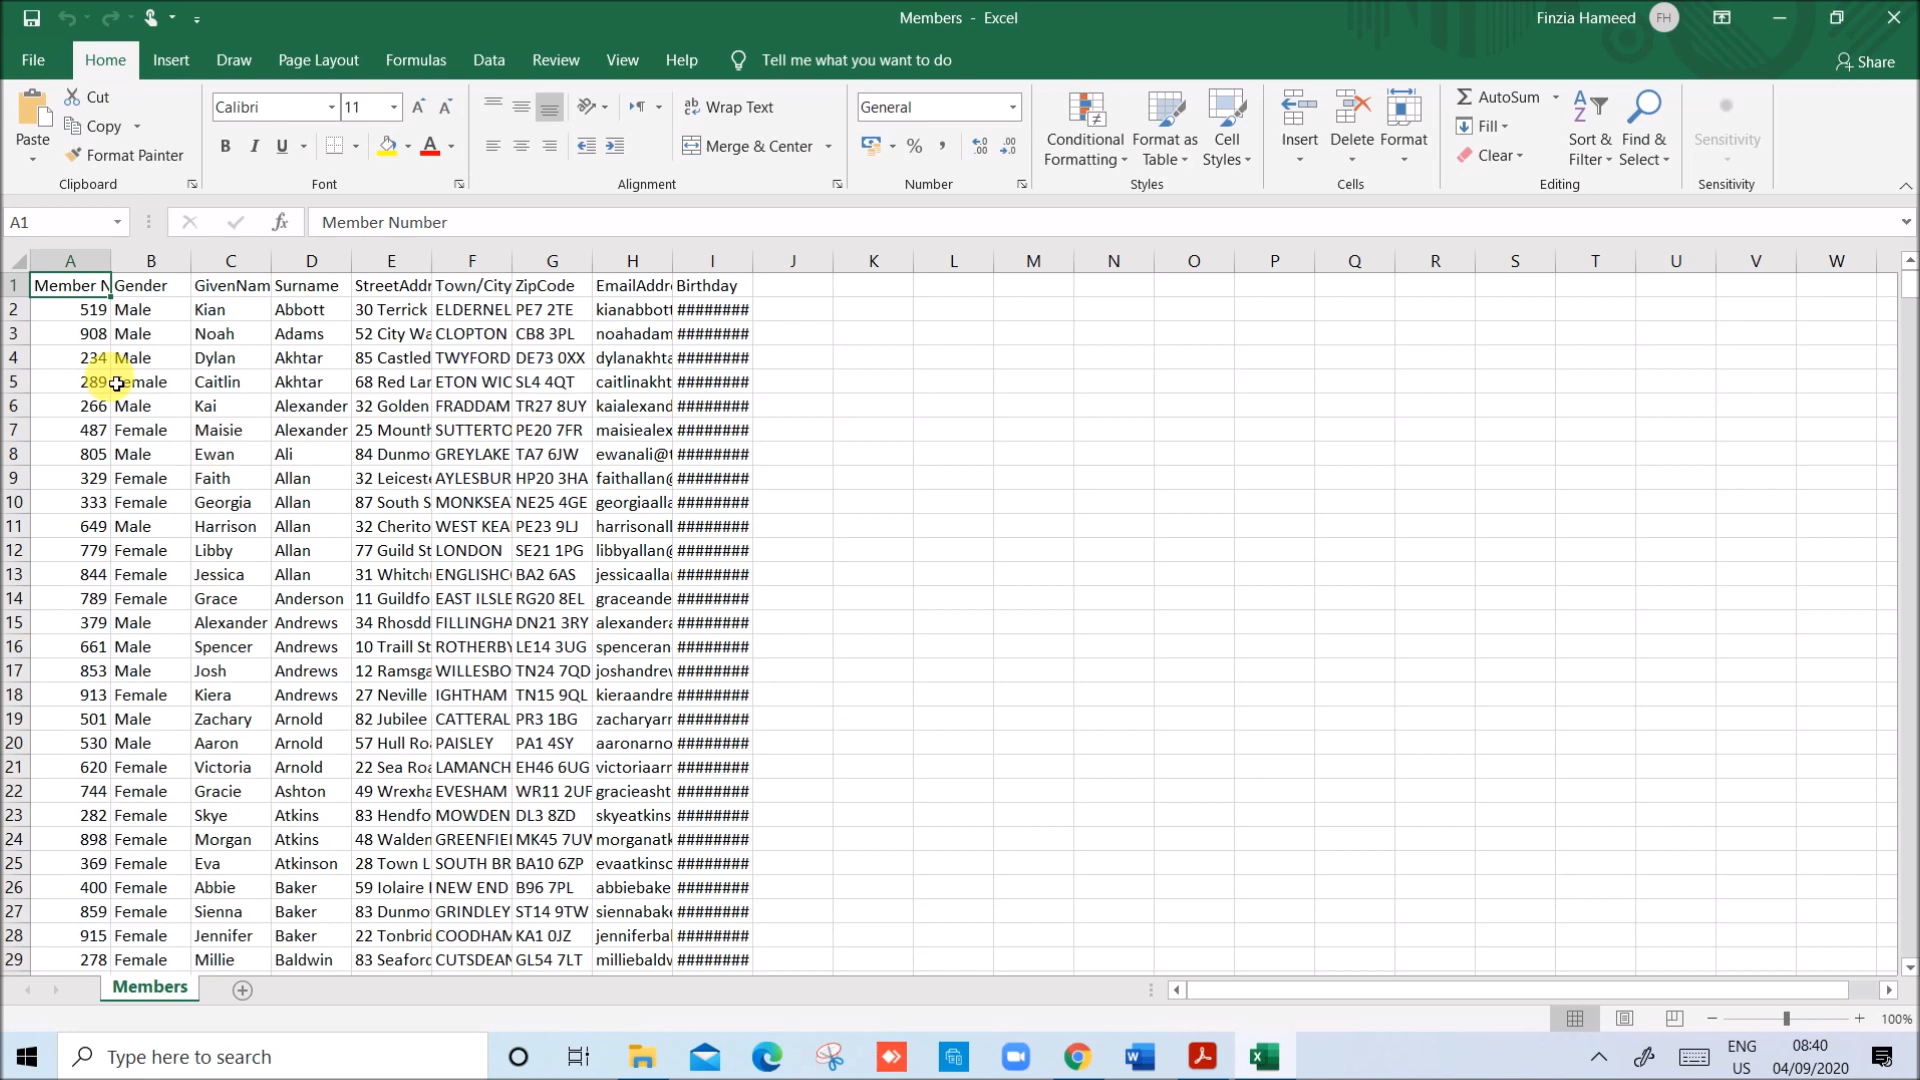 Members - Excel
Finzia Hameed
FH
File
Home
Insert
Draw
Page Layout
Formulas
Data
Review
View
Help
Tell me what you want to do
Share
Paste
Cut
Copy
Format Painter
Clipboard
Calibri
11
B I U
Font
Wrap Text
Merge & Center
Alignment
General
%
Number
Conditional Formatting
Format as Table
Cell Styles
Styles
Insert
Delete
Format
Cells
AutoSum
Fill
Clear
Sort & Filter
Find & Select
Editing
Sensitivity
Sensitivity
A1
fx
Member Number
A B C D E F G H I J K L M N O P Q R S T U V W
1 Member N Gender GivenNam Surname StreetAddr Town/City ZipCode EmailAddre Birthday
2 519 Male Kian Abbott 30 Terrick ELDERNEL PE7 2TE kianabbott ########
3 908 Male Noah Adams 52 City Wa CLOPTON CB8 3PL noahadam ########
4 234 Male Dylan Akhtar 85 Castled TWYFORD DE73 0XX dylanakhta ########
5 289 Female Caitlin Akhtar 68 Red Lar ETON WIC SL4 4QT caitlinakht ########
6 266 Male Kai Alexander 32 Golden FRADDAM TR27 8UY kaialexand ########
7 487 Female Maisie Alexander 25 Mounth SUTTERTO PE20 7FR maisiealex ########
8 805 Male Ewan Ali 84 Dunmo GREYLAKE TA7 6JW ewanali@t ########
9 329 Female Faith Allan 32 Leiceste AYLESBUR HP20 3HA faithallan@ ########
10 333 Female Georgia Allan 87 South S MONKSEA NE25 4GE georgiaalla ########
11 649 Male Harrison Allan 32 Cherito WEST KEA PE23 9LJ harrisonall ########
12 779 Female Libby Allan 77 Guild St LONDON SE21 1PG libbyallan@ ########
13 844 Female Jessica Allan 31 Whitchu ENGLISHCO BA2 6AS jessicaallan ########
14 789 Female Grace Anderson 11 Guildfo EAST ILSLE RG20 8EL graceande ########
15 379 Male Alexander Andrews 34 Rhosdd FILLINGHA DN21 3RY alexandera ########
16 661 Male Spencer Andrews 10 Traill St ROTHERBY LE14 3UG spenceran ########
17 853 Male Josh Andrews 12 Ramsga WILLESBO TN24 7QD joshandrev ########
18 913 Female Kiera Andrews 27 Neville IGHTHAM TN15 9QL kieraandre ########
19 501 Male Zachary Arnold 82 Jubilee CATTERAL PR3 1BG zacharyarn ########
20 530 Male Aaron Arnold 57 Hull Roa PAISLEY PA1 4SY aaronarno ########
21 620 Female Victoria Arnold 22 Sea Roa LAMANCH EH46 6UG victoriaarr ########
22 744 Female Gracie Ashton 49 Wrexha EVESHAM WR11 2UF gracieasht ########
23 282 Female Skye Atkins 83 Hendfo MOWDEN DL3 8ZD skyeatkins ########
24 898 Female Morgan Atkins 48 Walden GREENFIEI MK45 7UW morganatk ########
25 369 Female Eva Atkinson 28 Town L SOUTH BR BA10 6ZP evaatkinsc ########
26 400 Female Abbie Baker 59 Iolaire NEW END B96 7PL abbiebake ########
27 859 Female Sienna Baker 83 Dunmo GRINDLEY ST14 9TW siennabake ########
28 915 Female Jennifer Baker 22 Tonbrid COODHAM KA1 0JZ jenniferbal ########
29 278 Female Millie Baldwin 83 Seaford CUTSDEAN GL54 7LT milliebaldw ########
Members
100%
Type here to search
ENG
US
08:40
04/09/2020